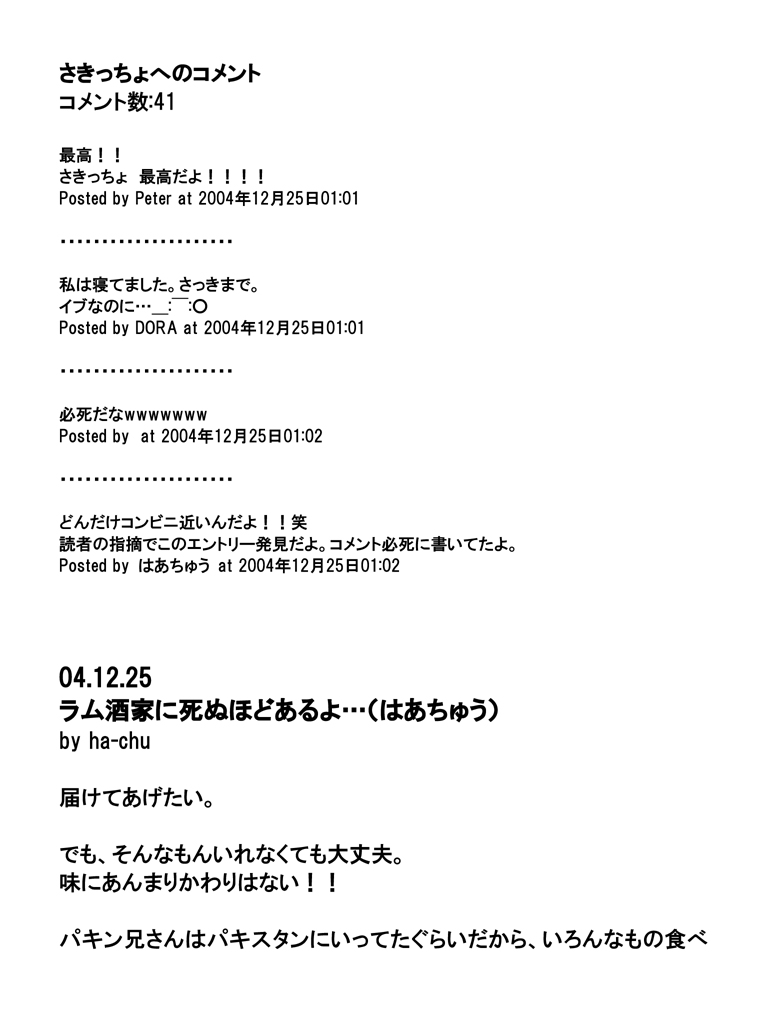 さきっちょへのコメント
コメント数:41
最高！！
さきっちょ　最高だよ！！！！
Posted by Peter at 2004年12月25日01:01
・・・・・・・・・・・・・・・・・・・・・
私は寝てました。さっきまで。
イブなのに…＿:￣:○
Posted by DORA at 2004年12月25日01:01
・・・・・・・・・・・・・・・・・・・・・
必死だなwwwwwww
Posted by  at 2004年12月25日01:02
・・・・・・・・・・・・・・・・・・・・・
どんだけコンビニ近いんだよ！！笑
読者の指摘でこのエントリー発見だよ。コメント必死に書いてたよ。
Posted by はあちゅう at 2004年12月25日01:02
04.12.25
ラム酒家に死ぬほどあるよ…（はあちゅう）
by ha-chu
届けてあげたい。
でも、そんなもんいれなくても大丈夫。
味にあんまりかわりはない！！
パキン兄さんはパキスタンにいってたぐらいだから、いろんなもの食べ